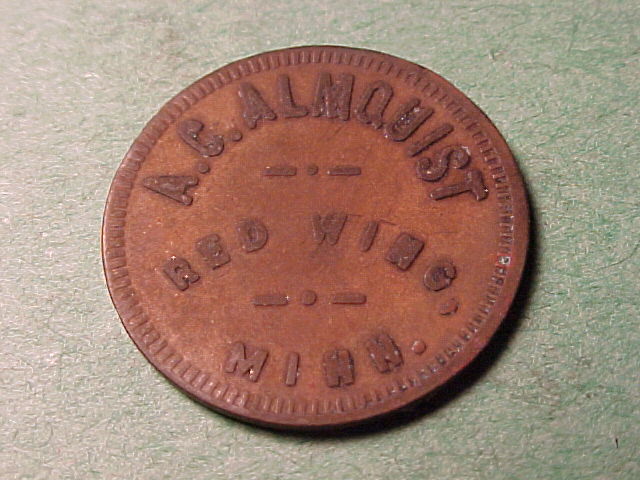 A.C. ALMQUIST
RED WING,
MINN.